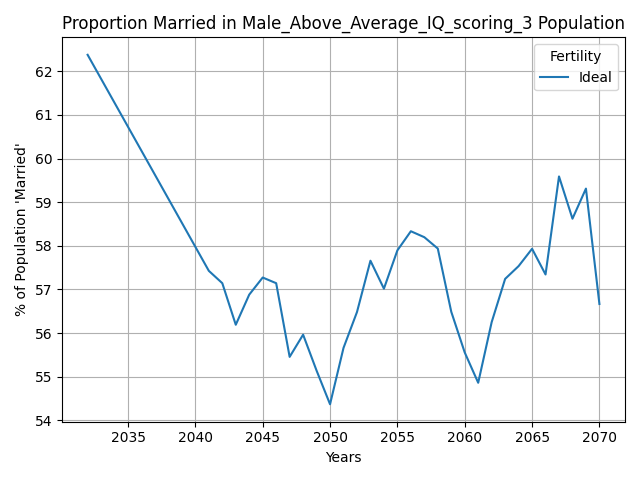 Proportion Married in Male_Above_Average_IQ_scoring_3 Population
Fertility
Ideal
% of Population 'Married'
62
61
60
59
58
57
56
55
54
2035 2040 2045 2050 2055 2060 2065 2070
Years